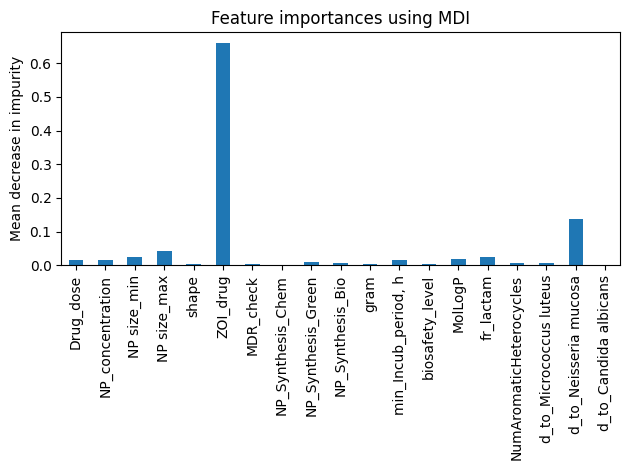 Feature importances using MDI
Mean decrease in impurity
0.6
0.5
0.4
0.3
0.2
0.1
0.0
Drug_dose
NP_concentration
NP size_min
NP size_max
shape
ZOI_drug
MDR_check
NP_Synthesis_Chem
NP_Synthesis_Green
NP_Synthesis_Bio
gram
min_Incub_period, h
biosafety_level
MolLogP
fr_lactam
NumAromaticHeterocycles
d_to_Micrococcus luteus
d_to_Neisseria mucosa
d_to_Candida albicans